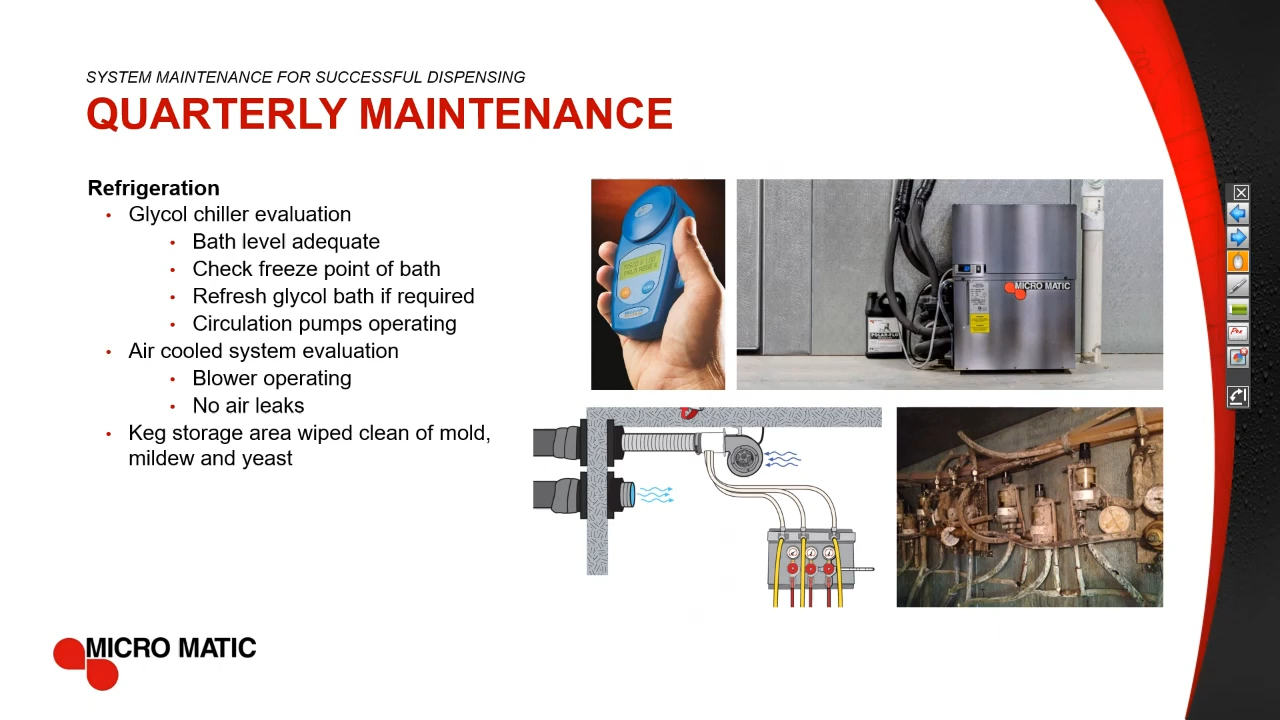 SYSTEM MAINTENANCE FOR SUCCESSFUL DISPENSING
QUARTERLY MAINTENANCE
Refrigeration
• Glycol chiller evaluation
• Bath level adequate
• Check freeze point of bath
• Refresh glycol bath if required
• Circulation pumps operating
• Air cooled system evaluation
• Blower operating
• No air leaks
• Keg storage area wiped clean of mold,
mildew and yeast
MICRO MATIC
MICRO MATIC